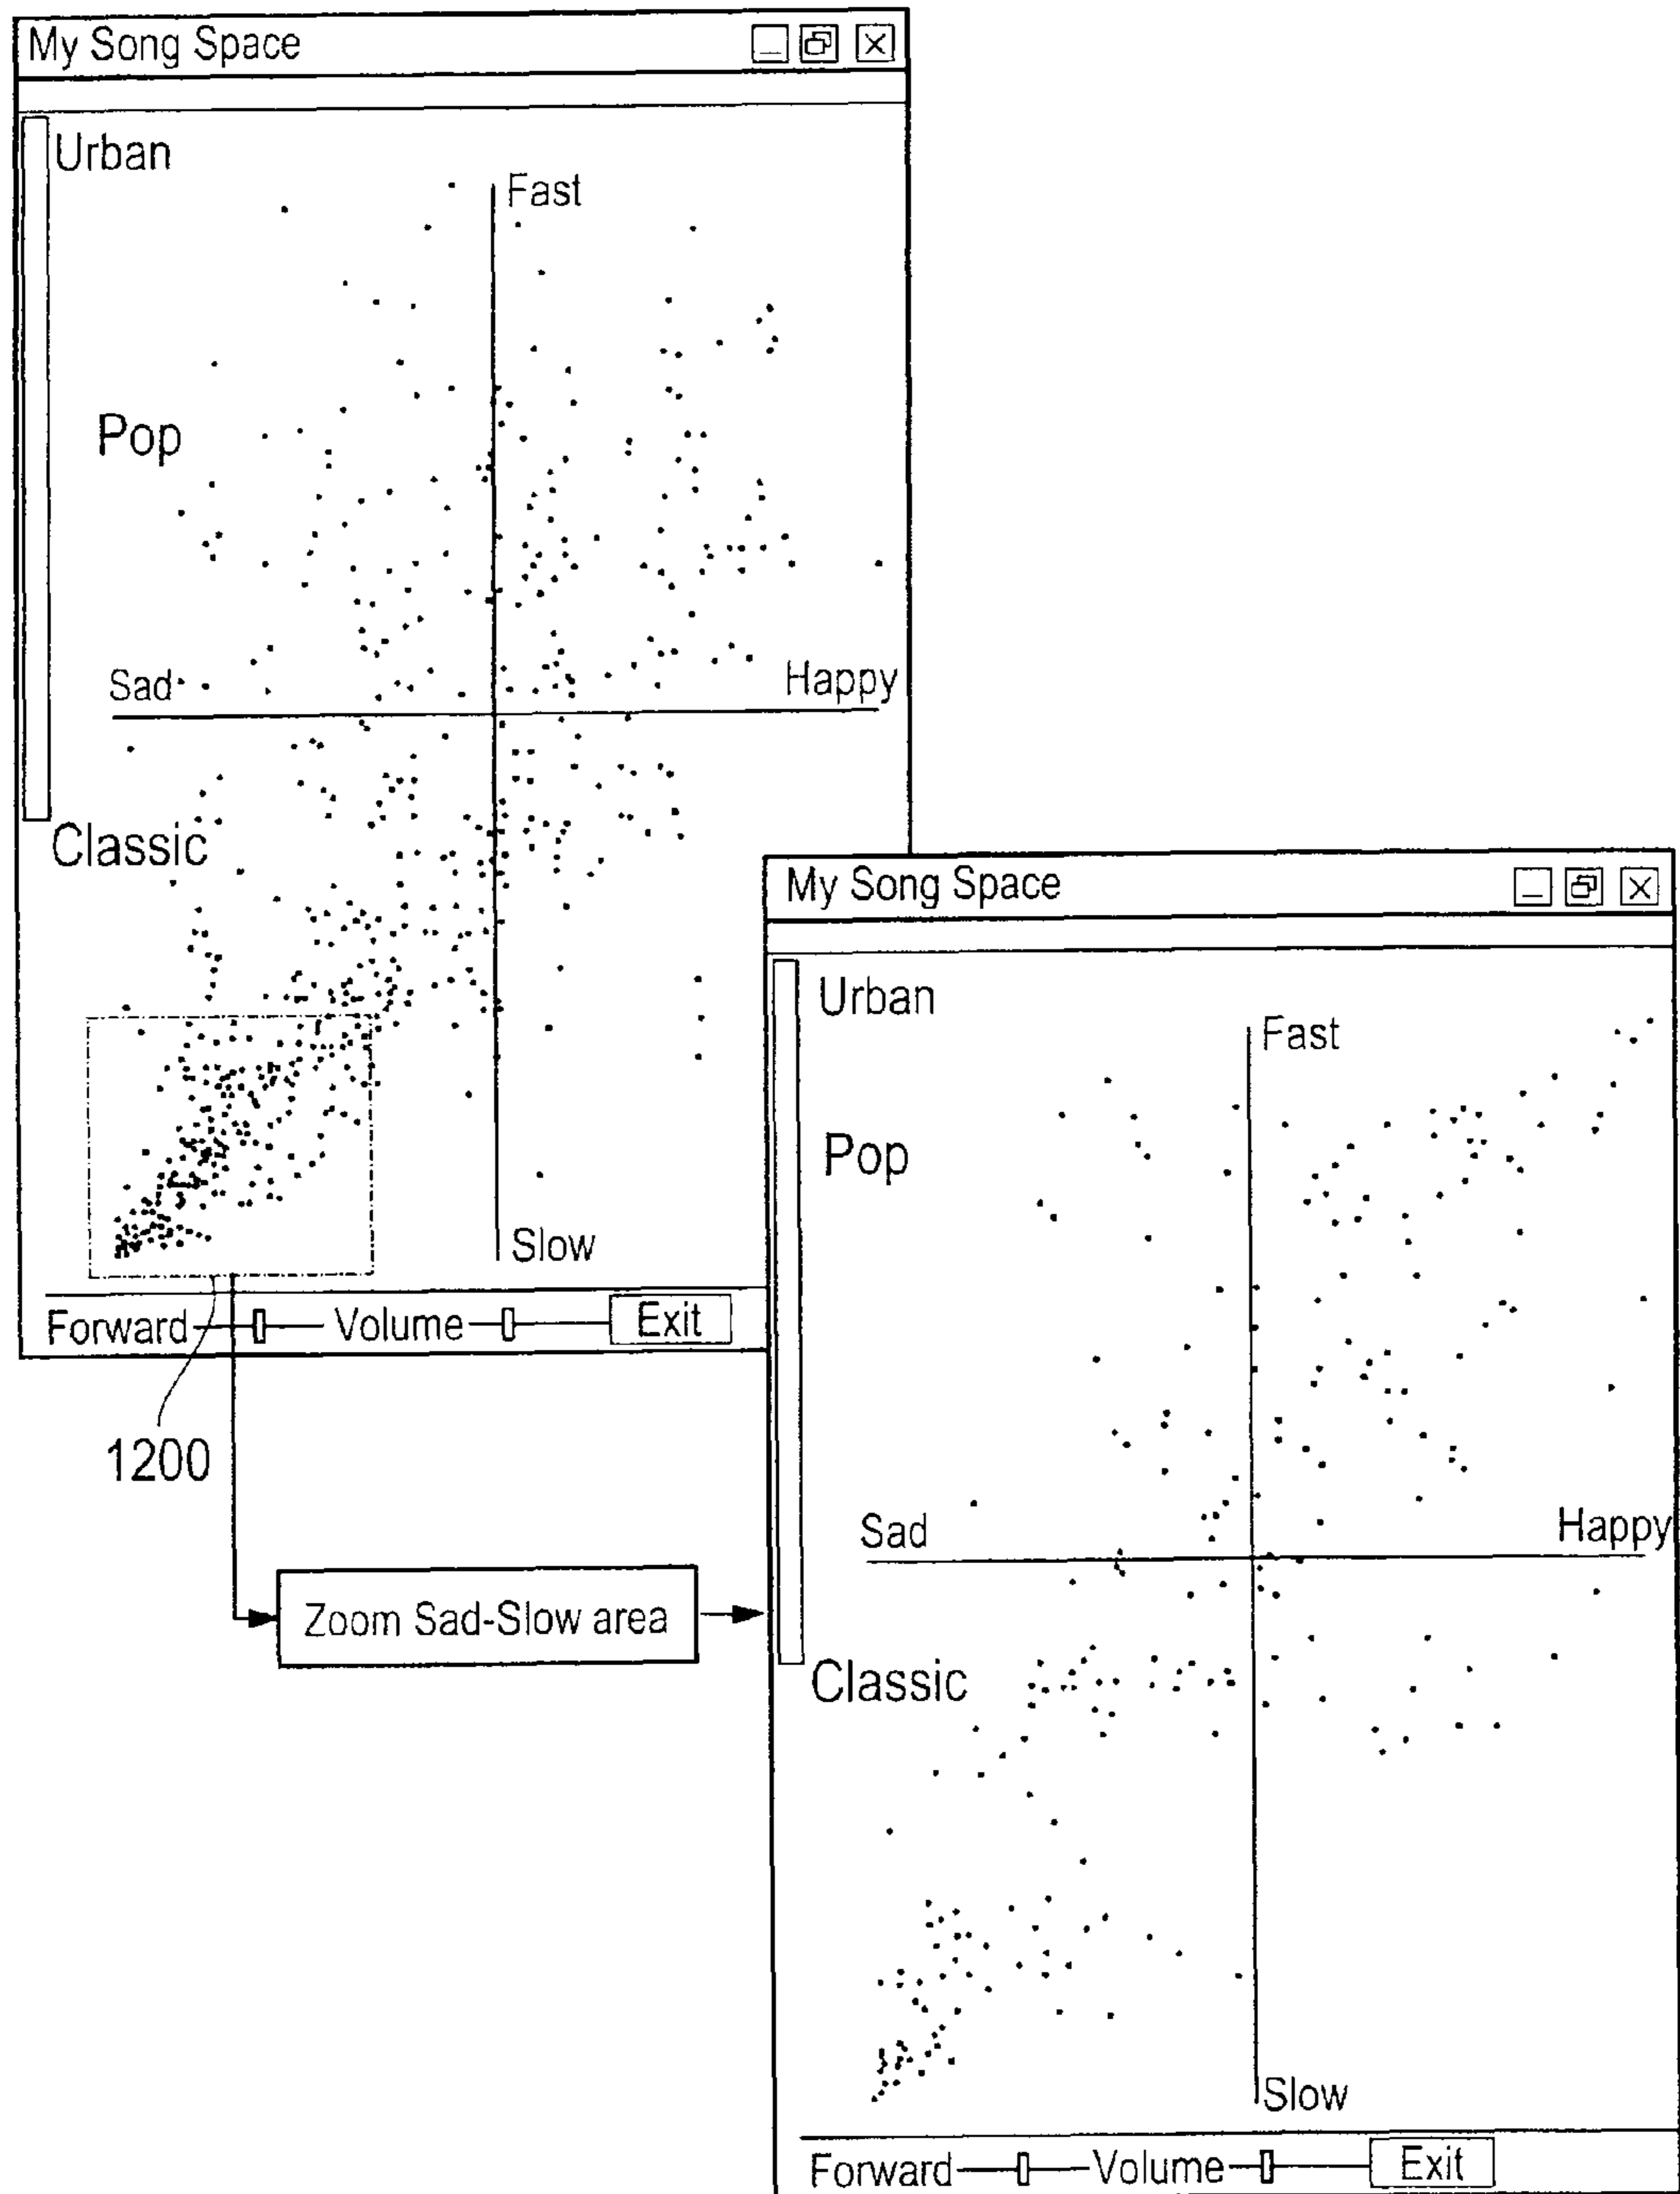 My Song Space
Urban
Fast
Pop
Sad
Happy
Classic
Slow
Forward Volume Exit
1200
Zoom Sad-Slow area
My Song Space
Urban
Fast
Pop
Sad
Happy
Classic
Slow
Forward Volume Exit